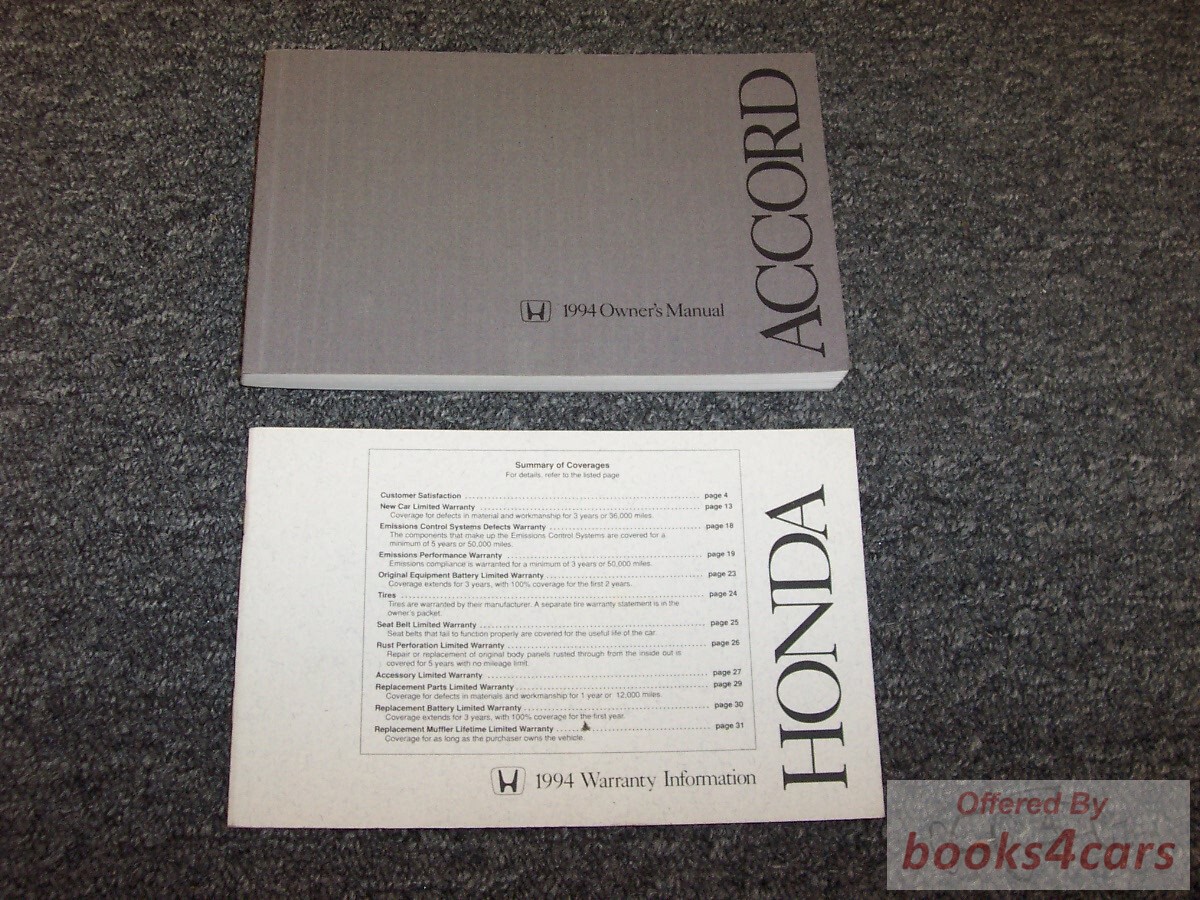 ACCORD
1994 Owner's Manual
Summary of Coverages
For details, refer to the listed page
Customer Satisfaction ........ page 4
New Car Limited Warranty ........ page 13
Coverage for defects in material and workmanship for 3 years or 36,000 miles.
Emissions Control Systems Defects Warranty ........ page 18
The components that make up the Emissions Control Systems are covered for a
minimum of 5 years or 50,000 miles.
Emissions Performance Warranty ........ page 19
Emissions compliance is warranted for a minimum of 3 years or 50,000 miles.
Original Equipment Battery Limited Warranty ........ page 23
Coverage extends for 3 years, with 100% coverage for the first 2 years.
Tires ........ page 24
Tires are warranted by their manufacturer. A separate tire warranty statement is in the
owner's packet.
Seat Belt Limited Warranty ........ page 25
Seat belts that fail to function properly are covered for the useful life of the car.
Rust Perforation Limited Warranty ........ page 26
Repair or replacement of original body panels rusted through from the inside out is
covered for 5 years with no mileage limit.
Accessory Limited Warranty ........ page 27
Replacement Parts Limited Warranty ........ page 29
Coverage for defects in materials and workmanship for 1 year or 12,000 miles.
Replacement Battery Limited Warranty ........ page 30
Coverage extends for 3 years, with 100% coverage for the first year.
Replacement Muffler Lifetime Limited Warranty ........ page 31
Coverage for as long as the purchaser owns the vehicle.
HONDA
1994 Warranty Information
Offered By
books4cars